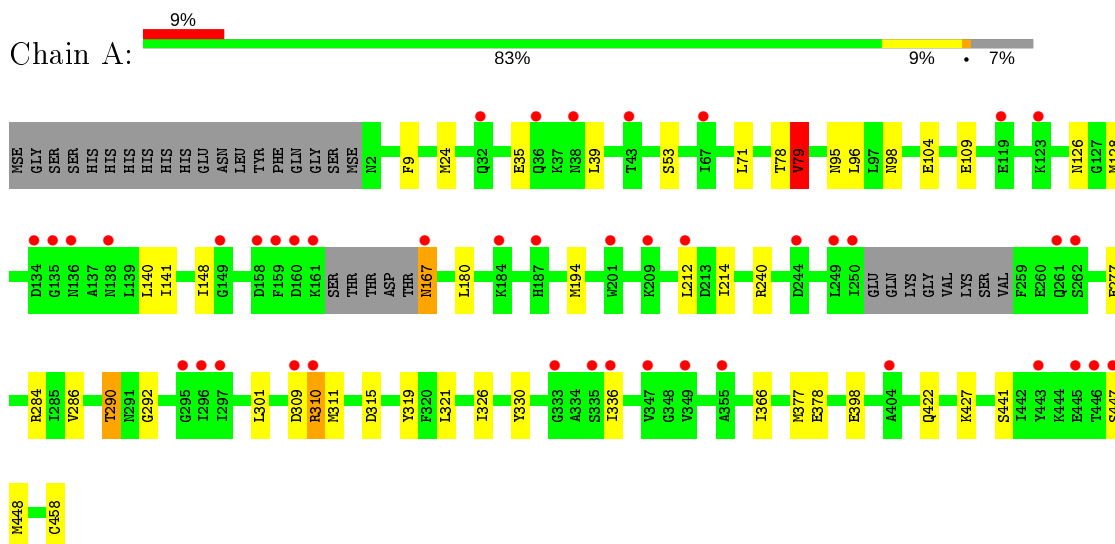 9%
Chain A:
83% 9% • 7%
MSE GLY SER SER HIS HIS HIS HIS HIS HIS GLU ASN LEU TYR PHE GLN GLY SER MSE N2 F9 M24 Q32 E35 Q36 K37 N38 L39 T43 S53 I67 L71 T78 V79 N95 L96 L97 N98 E104 E109 E119 K123 N126 G127 M128
D134 G135 N136 A137 N138 L139 L140 I141 I148 G149 D158 F159 D160 K161 SER THR THR ASP THR N167 L180 K184 H187 M194 W201 K209 L212 D213 I214 R240 D244 L249 I250 GLU GLN LYS GLY VAL LYS SER VAL F259 E260 Q261 S262 E277
R284 I285 V286 T290 N291 G292 G295 I296 I297 L301 D309 R310 M311 D315 Y319 F320 L321 I326 Y330 G333 A334 S335 I336 V347 G348 V349 A355 I366 M377 E378 E398 A404 Q422 K427 S441 T442 Y443 K444 E445 T446 S447
M448 C458